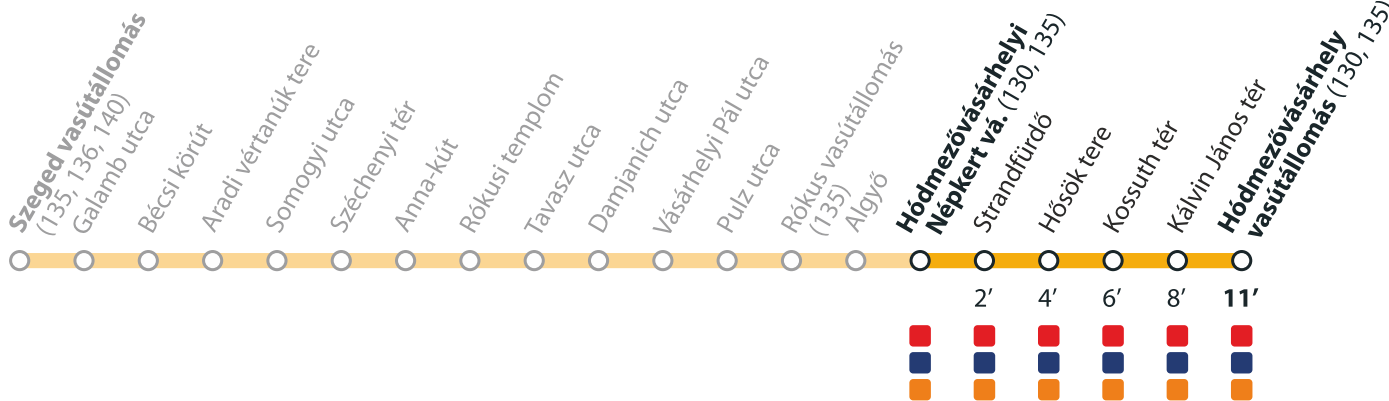 Szeged vasútállomás
(135, 136, 140)
Galamb utca
Bécsi körút
Aradi vértanúk tere
Somogyi utca
Széchenyi tér
Anna-kút
Rókusi templom
Tavasz utca
Damjanich utca
Vásárhelyi Pál utca
Pulz utca
Rókus vasútállomás
(135)
Algyő
Hódmezővásárhelyi
Népkert vá. (130, 135)
Strandfürdő
Hősök tere
Kossuth tér
Kálvin János tér
Hódmezővásárhely
vasútállomás (130, 135)
2’ 4’ 6’ 8’ 11’